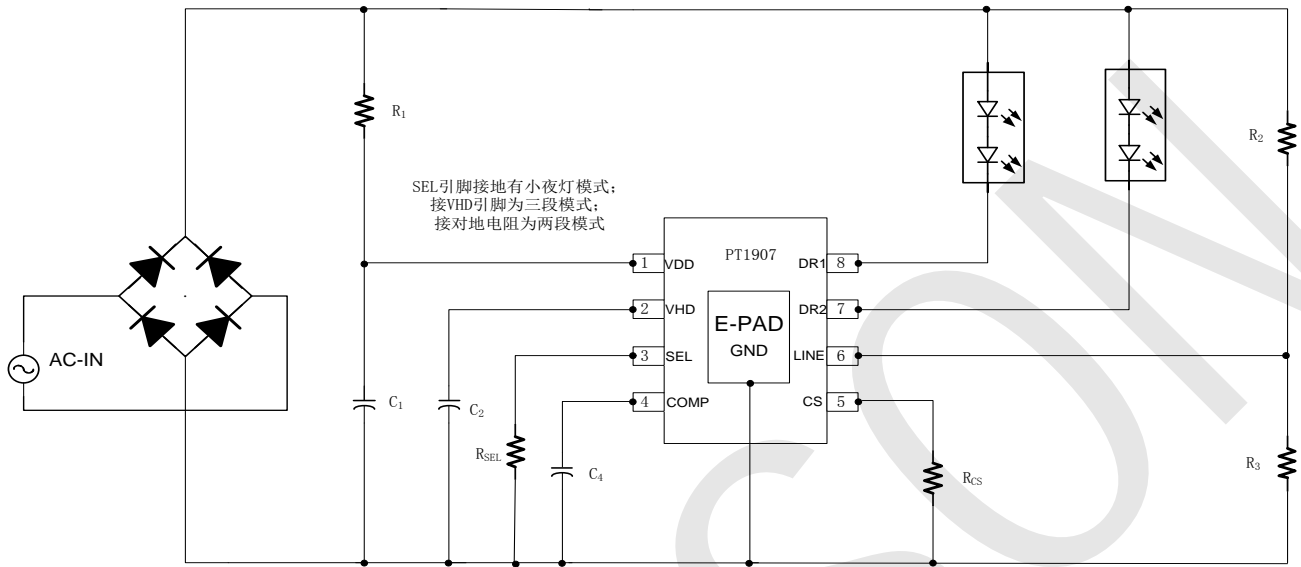 R1
R2
SEL引脚接地有小夜灯模式；
接VHD引脚为三段模式；
接对地电阻为两段模式
PT1907
1 VDD
DR1 8
2 VHD
DR2 7
E-PAD
GND
3 SEL
LINE 6
4 COMP
CS 5
AC-IN
C1
C2
RSEL
C4
RCS
R3
SON